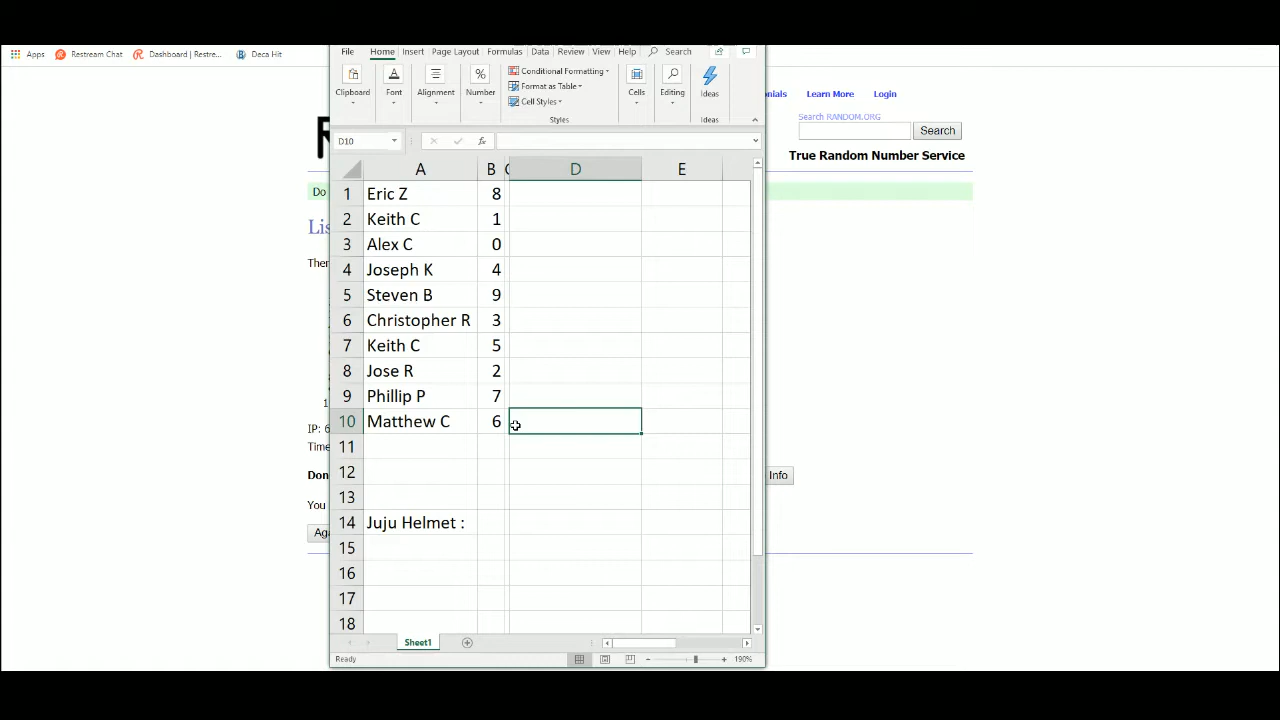 Apps Restream Chat Dashboard | Restre... Deca Hit
File Home Insert Page Layout Formulas Data Review View Help Search
Clipboard Font Alignment Number Conditional Formatting Cells Editing Ideas
Format as Table
Cell Styles
Styles Ideas
Learn More Login
Search RANDOM.ORG
Search
True Random Number Service
D10 fx
A B C D E
Do
1 Eric Z 8
2 Keith C 1
3 Alex C 0
4 Joseph K 4
5 Steven B 9
6 Christopher R 3
7 Keith C 5
8 Jose R 2
9 Phillip P 7
10 Matthew C 6
11
12
13
14 Juju Helmet :
15
16
17
18
IP: 6
Info
You
Sheet1
Ready 190%